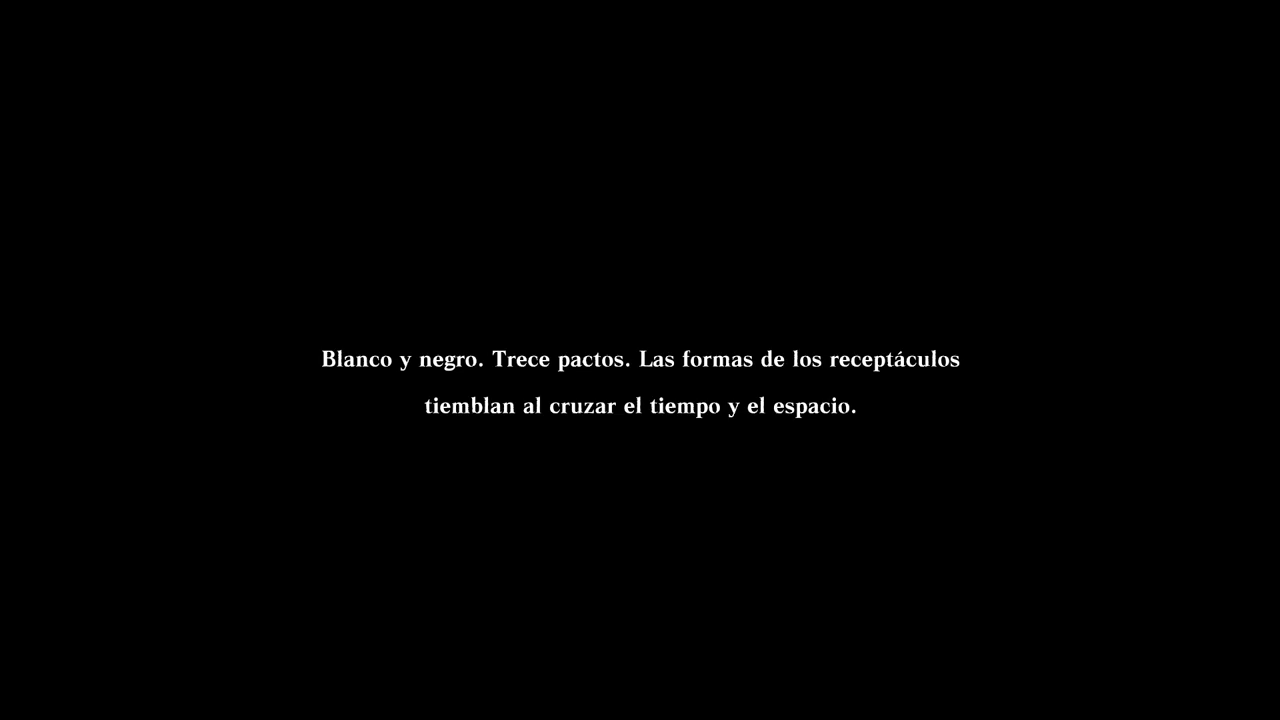 Blanco y negro. Trece pactos. Las formas de los receptáculos
tiemblan al cruzar el tiempo y el espacio.